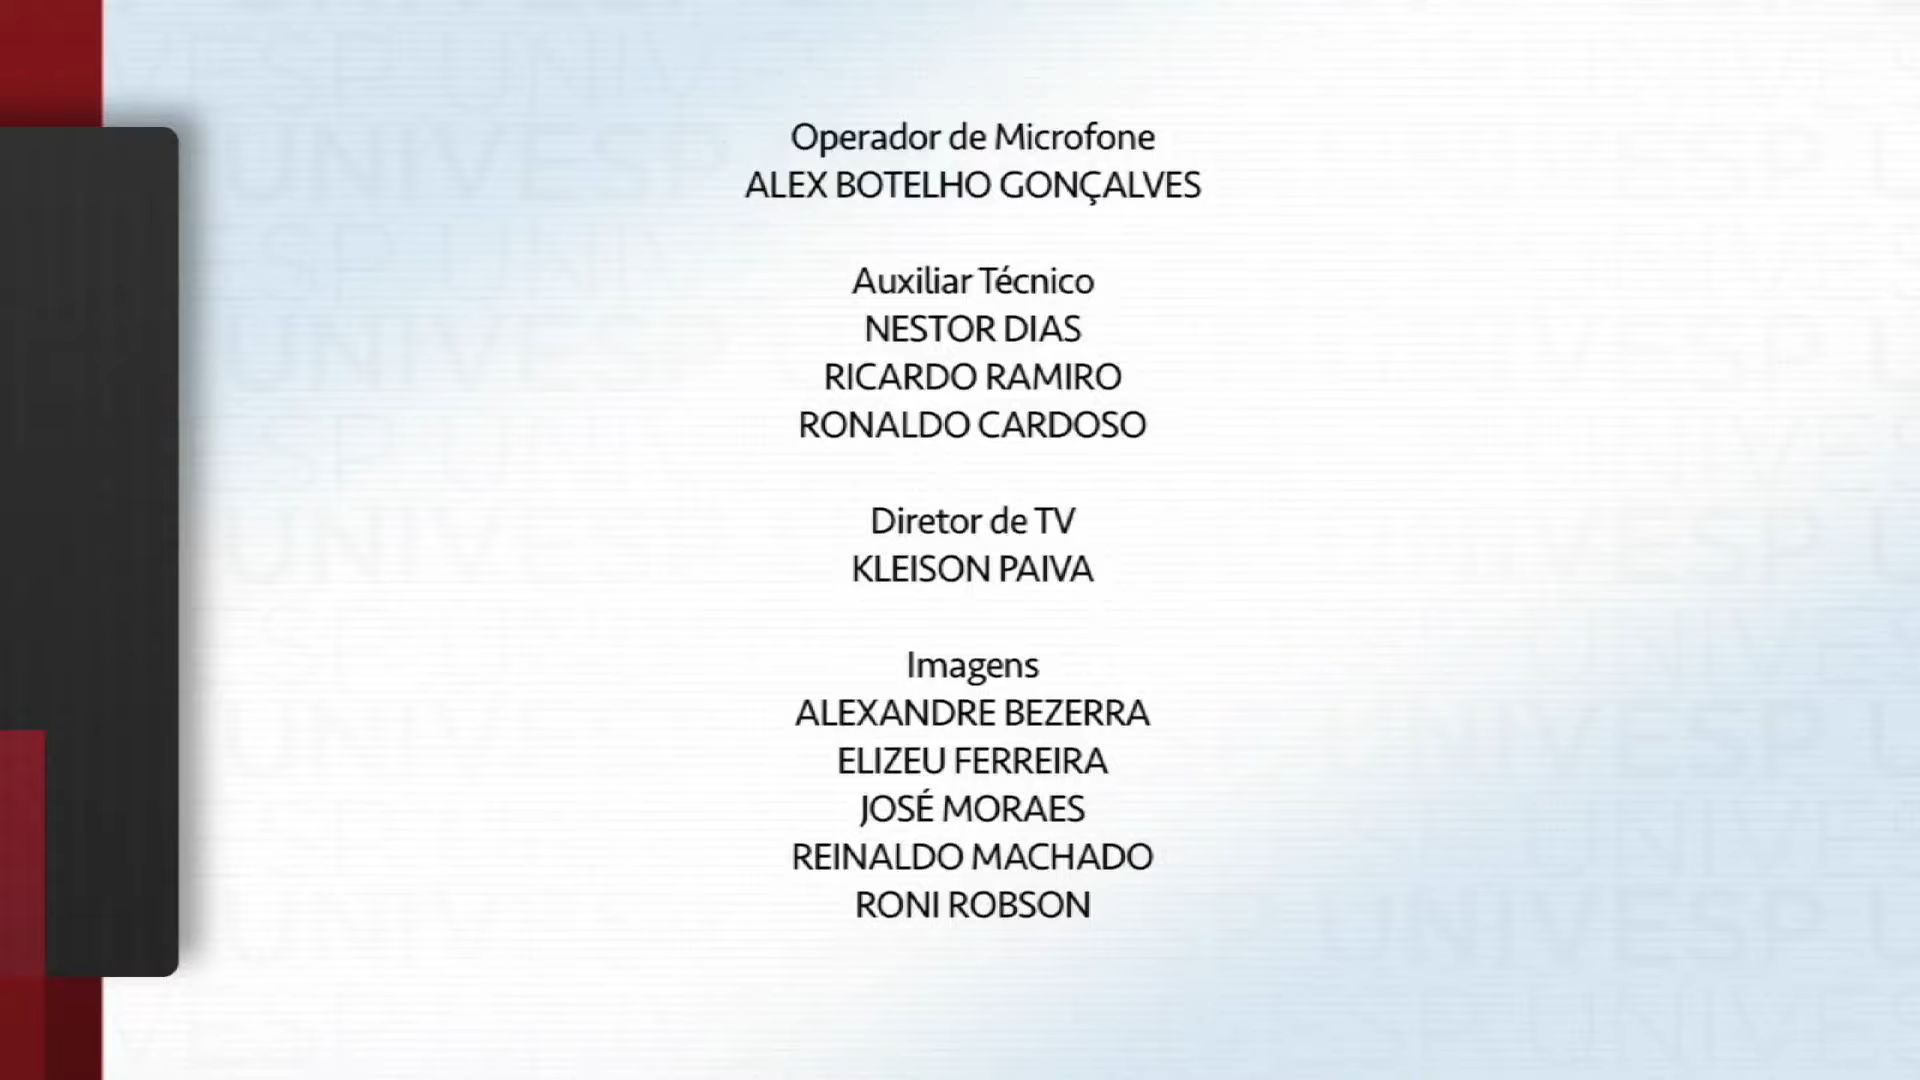 Operador de Microfone
ALEX BOTELHO GONÇALVES
Auxiliar Técnico
NESTOR DIAS
RICARDO RAMIRO
RONALDO CARDOSO
Diretor de TV
KLEISON PAIVA
Imagens
ALEXANDRE BEZERRA
ELIZEU FERREIRA
JOSÉ MORAES
REINALDO MACHADO
RONI ROBSON